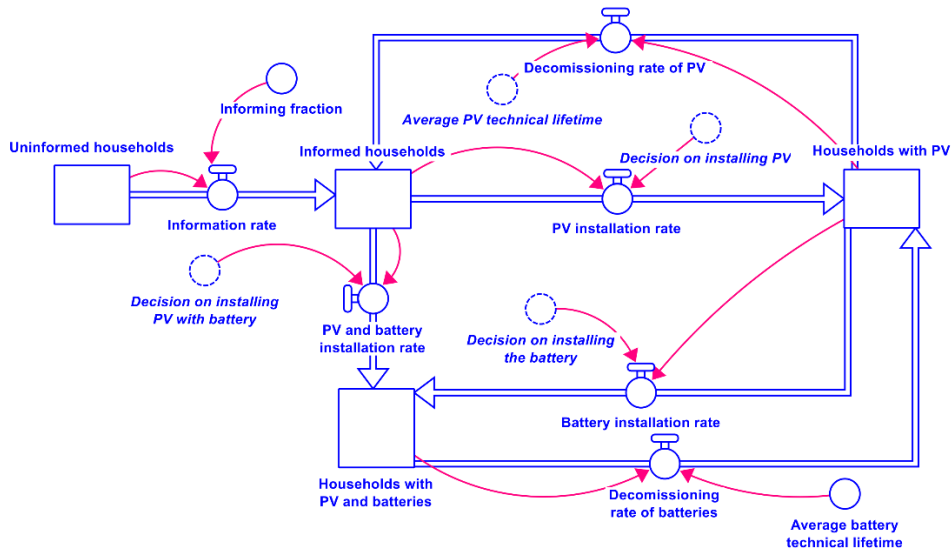 Decomissioning rate of PV
Informing fraction
Average PV technical lifetime
Uninformed households
Informed households
Decision on installing PV
Households with PV
Information rate
PV installation rate
Decision on installing
PV with battery
PV and battery
installation rate
Decision on installing
the battery
Battery installation rate
Households with
PV and batteries
Decomissioning
rate of batteries
Average battery
technical lifetime